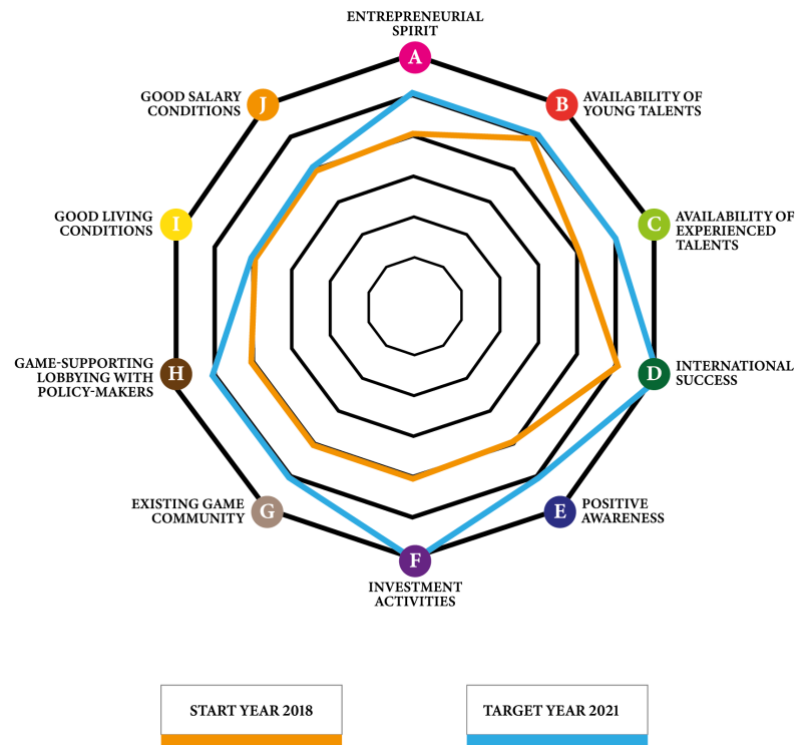 ENTREPRENEURIAL
SPIRIT
A
B
AVAILABILITY OF
YOUNG TALENTS
C
AVAILABILITY OF
EXPERIENCED
TALENTS
D
INTERNATIONAL
SUCCESS
E
POSITIVE
AWARENESS
F
INVESTMENT
ACTIVITIES
G
EXISTING GAME
COMMUNITY
H
GAME-SUPPORTING
LOBBYING WITH
POLICY-MAKERS
I
GOOD LIVING
CONDITIONS
J
GOOD SALARY
CONDITIONS
START YEAR 2018
TARGET YEAR 2021